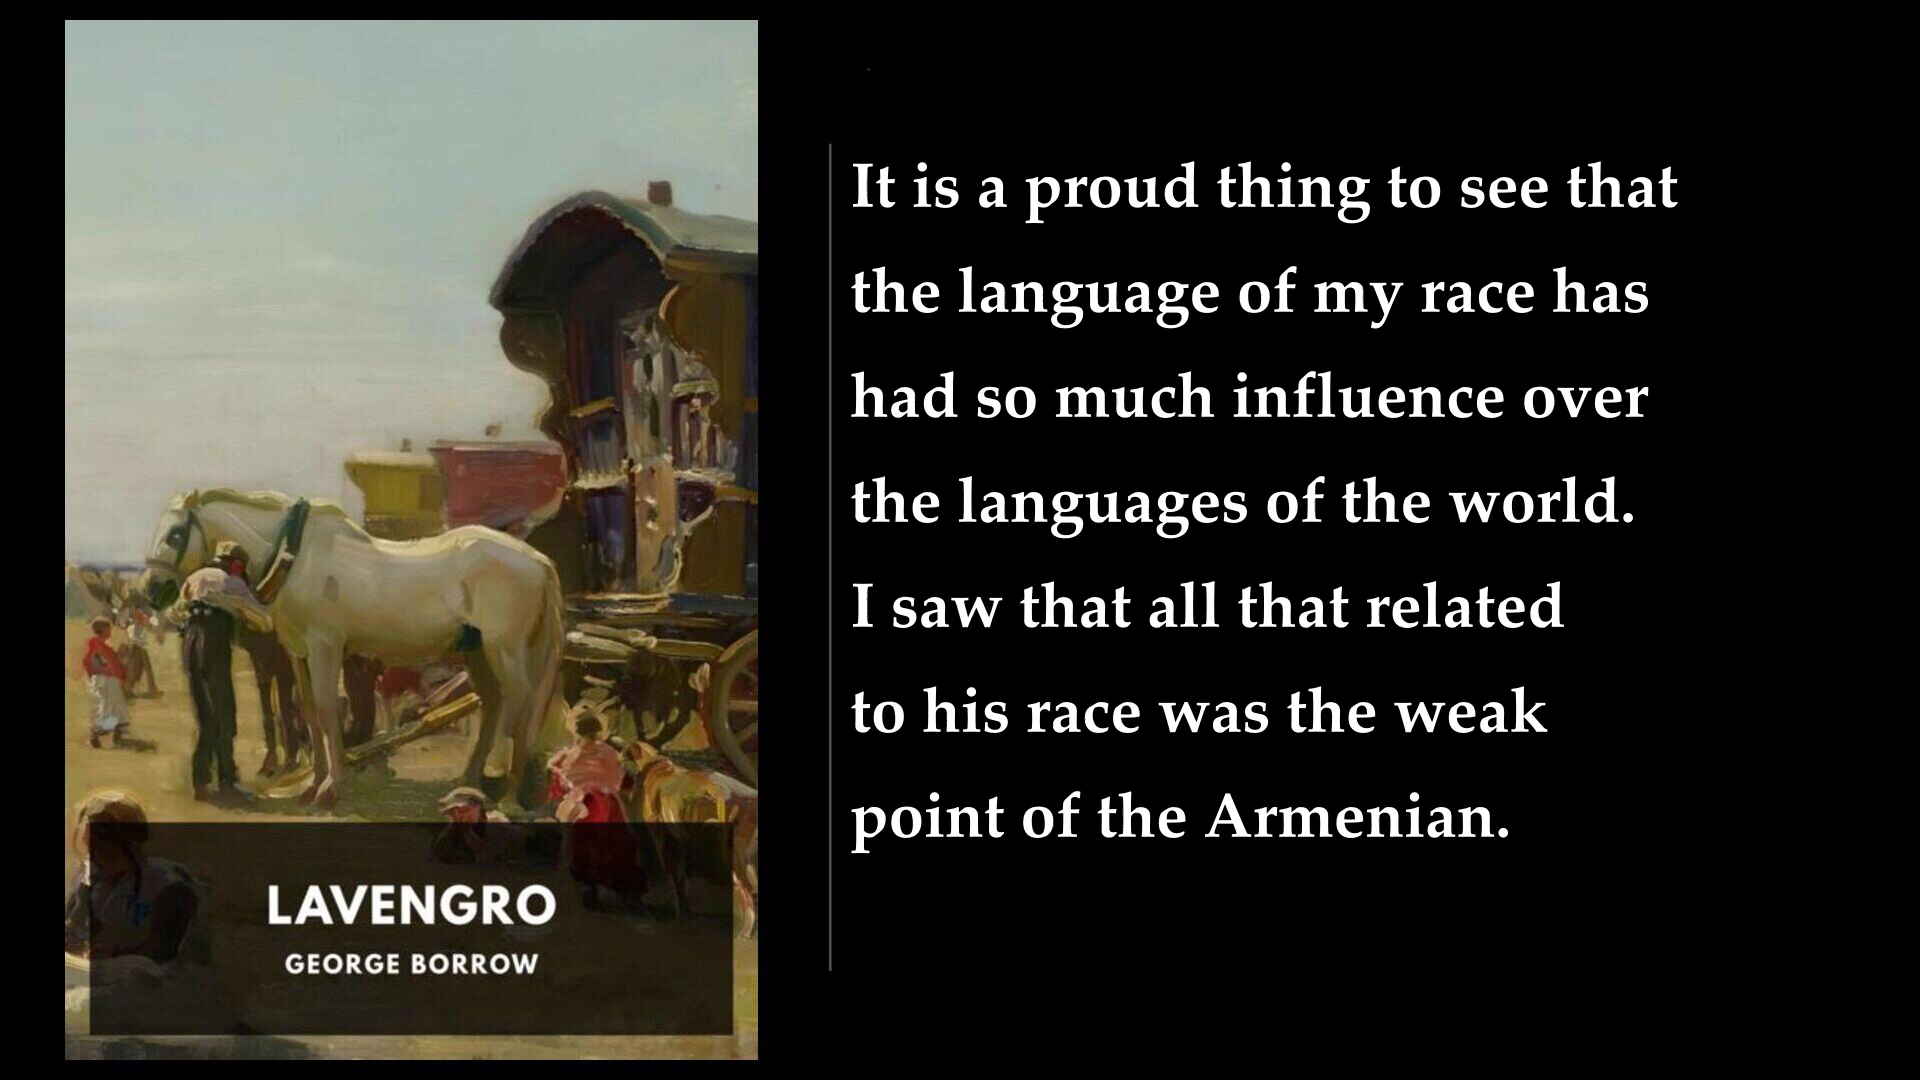 It is a proud thing to see that
the language of my race has
had so much influence over
the languages of the world.
I saw that all that related
to his race was the weak
point of the Armenian.
LAVENGRO
GEORGE BORROW